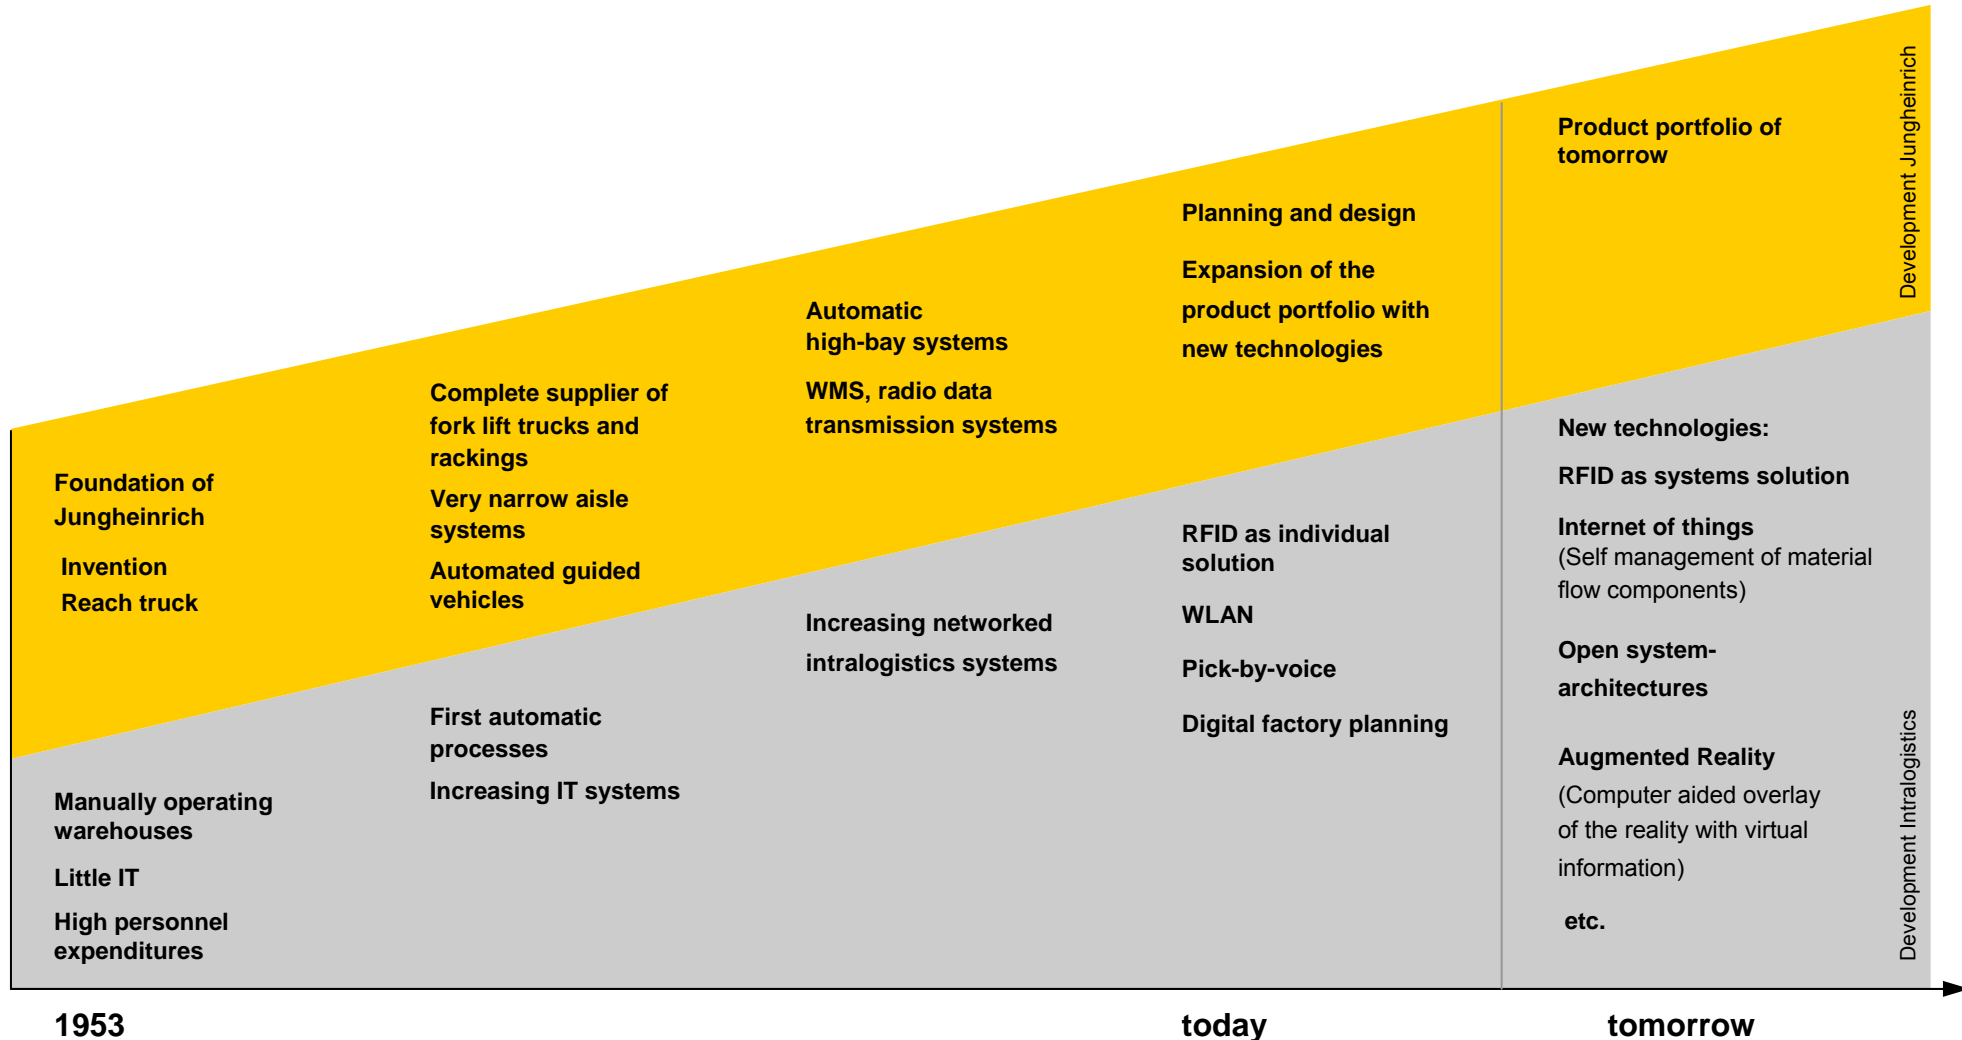 Foundation of
Jungheinrich
Invention
Reach truck
Manually operating
warehouses
Little IT
High personnel
expenditures
Complete supplier of
fork lift trucks and
rackings
Very narrow aisle
systems
Automated guided
vehicles
First automatic
processes
Increasing IT systems
Automatic
high-bay systems
WMS, radio data
transmission systems
Increasing networked
intralogistics systems
Planning and design
Expansion of the
product portfolio with
new technologies
RFID as individual
solution
WLAN
Pick-by-voice
Digital factory planning
Product portfolio of
tomorrow
New technologies:
RFID as systems solution
Internet of things
(Self management of material
flow components)
Open system-
architectures
Augmented Reality
(Computer aided overlay
of the reality with virtual
information)
etc.
Development Jungheinrich
Development Intralogistics
1953
today
tomorrow